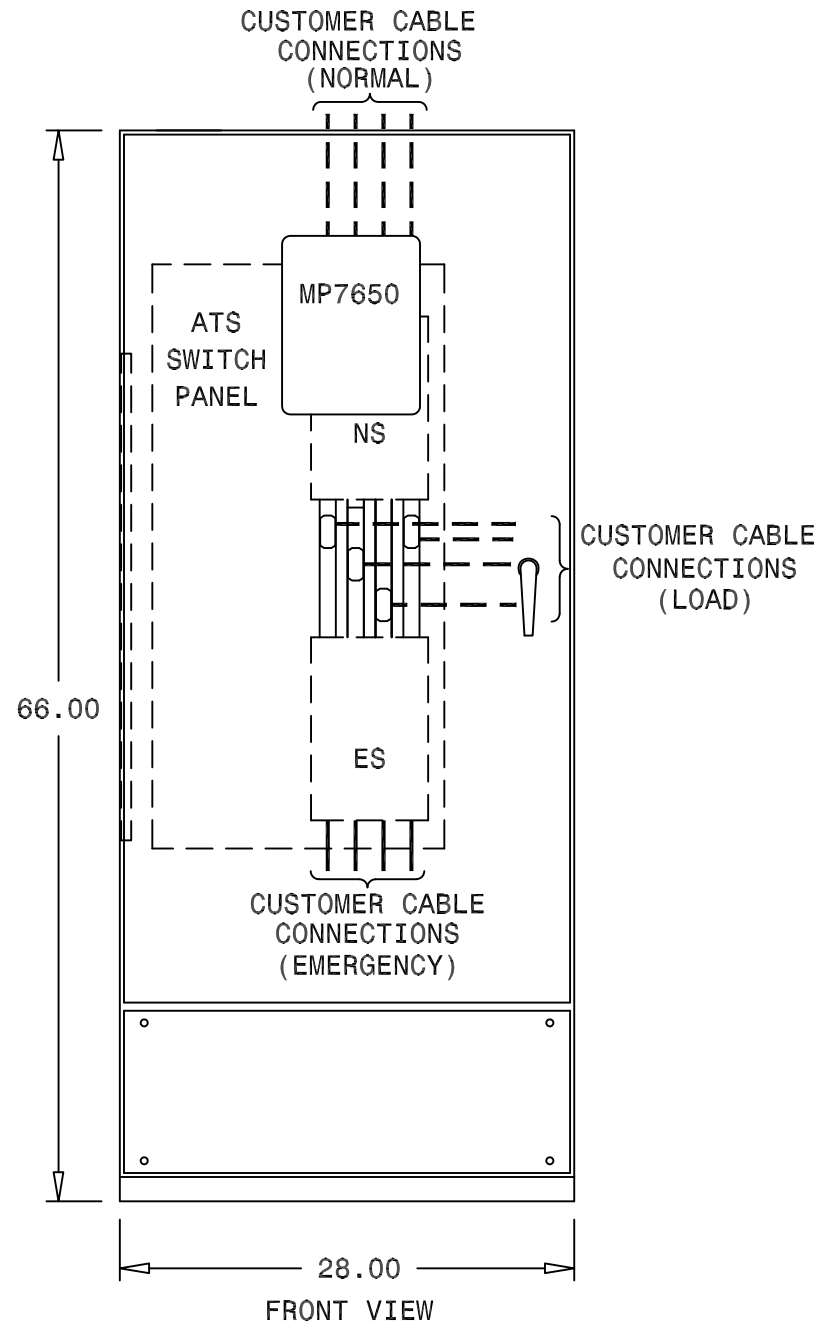 CUSTOMER CABLE
CONNECTIONS
(NORMAL)
MP7650
ATS
SWITCH
PANEL
NS
CUSTOMER CABLE
CONNECTIONS
(LOAD)
66.00
ES
CUSTOMER CABLE
CONNECTIONS
(EMERGENCY)
28.00
FRONT VIEW